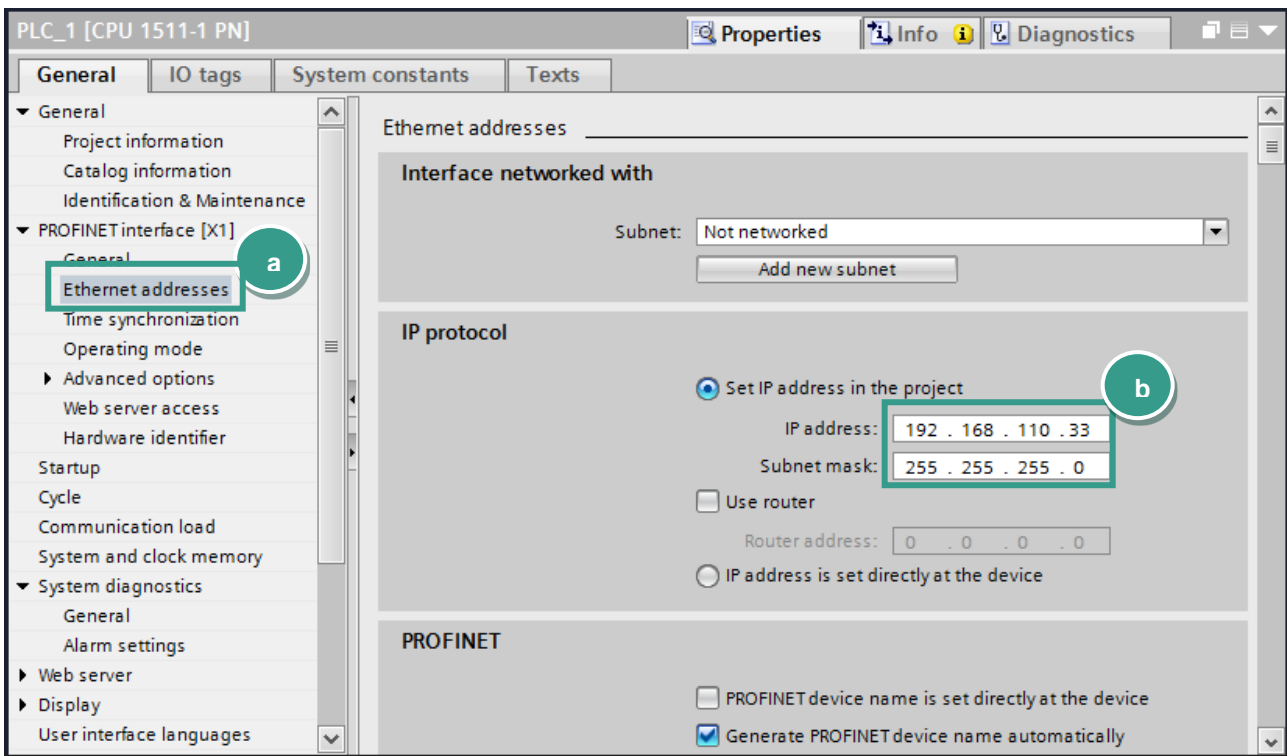 PLC_1 [CPU 1511-1 PN]
Properties
Info
Diagnostics
General
IO tags
System constants
Texts
General
Project information
Catalog information
Identification & Maintenance
PROFINET interface [X1]
General
a
Ethernet addresses
Time synchronization
Operating mode
Advanced options
Web server access
Hardware identifier
Startup
Cycle
Communication load
System and clock memory
System diagnostics
General
Alarm settings
Web server
Display
User interface languages
Ethernet addresses
Interface networked with
Subnet: Not networked
Add new subnet
IP protocol
Set IP address in the project
b
IP address: 192 . 168 . 110 .33
Subnet mask: 255 . 255 . 255 . 0
Use router
Router address: 0 . 0 . 0 . 0
IP address is set directly at the device
PROFINET
PROFINET device name is set directly at the device
Generate PROFINET device name automatically